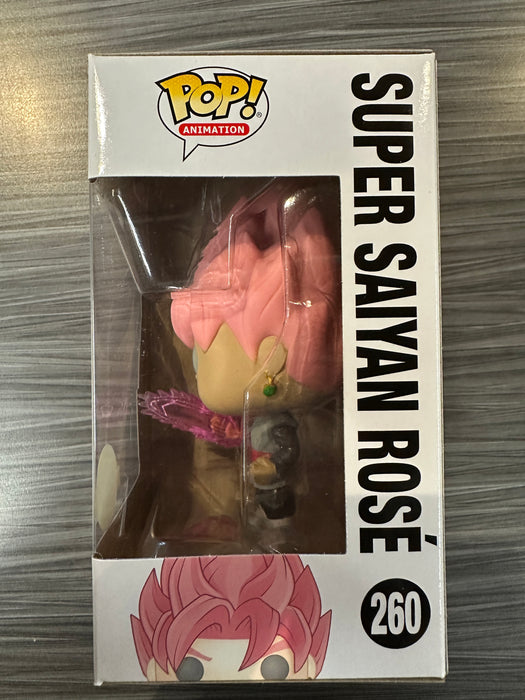 POP!
ANIMATION
SUPER SAIYAN ROSÉ
260